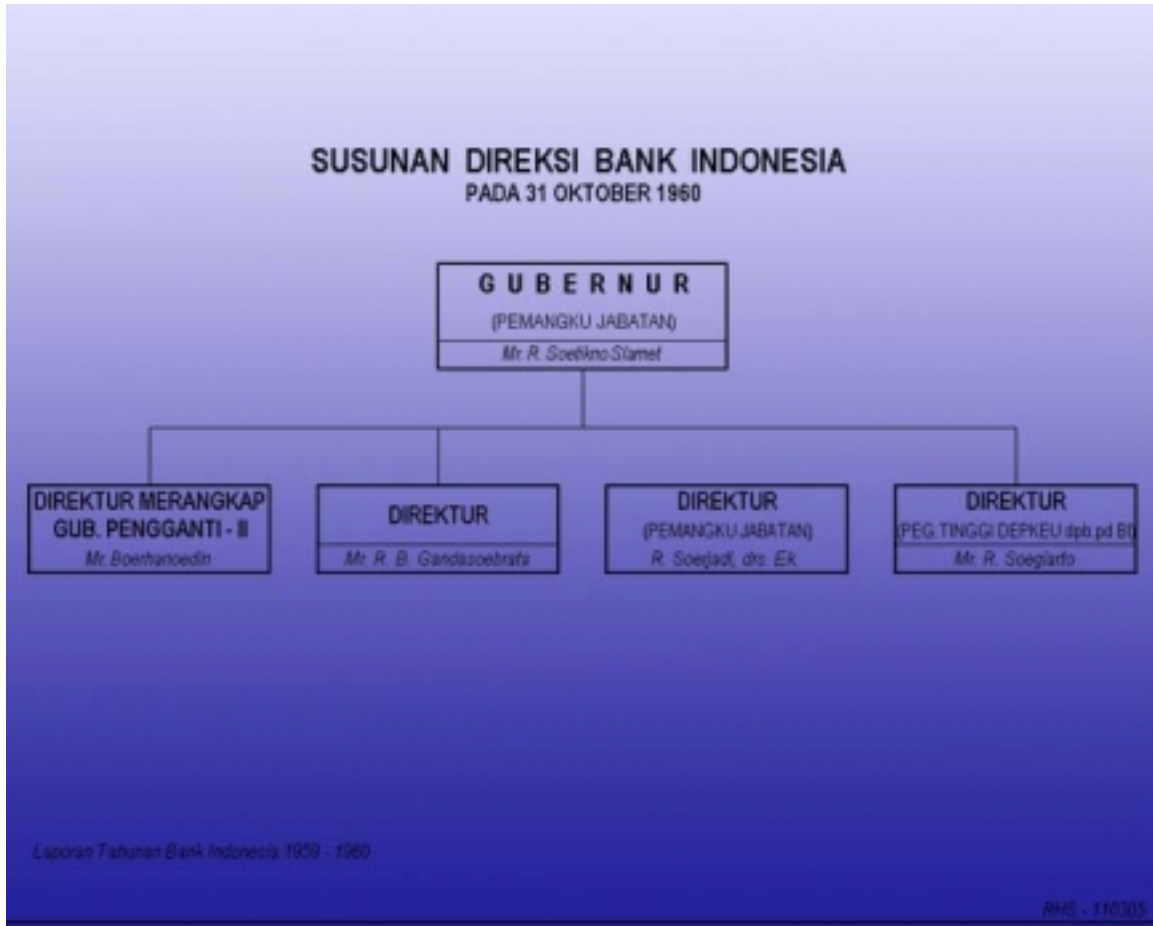 SUSUNAN DIREKSI BANK INDONESIA
PADA 31 OKTOBER 1960
GUBERNUR
(PEMANGKU JABATAN)
Mr. R. Soetikno Slamet
DIREKTUR MERANGKAP
GUB. PENGGANTI - II
Mr. Boerhanoedin
DIREKTUR
Mr. R. B. Gandasoebrata
DIREKTUR
(PEMANGKU JABATAN)
R. Soerjadi, drs. Ek.
DIREKTUR
(PEG. TINGGI DEPKEU dpb pd BI)
Mr. R. Soegiarto
Laporan Tahunan Bank Indonesia 1959 - 1960
RHS - 110305